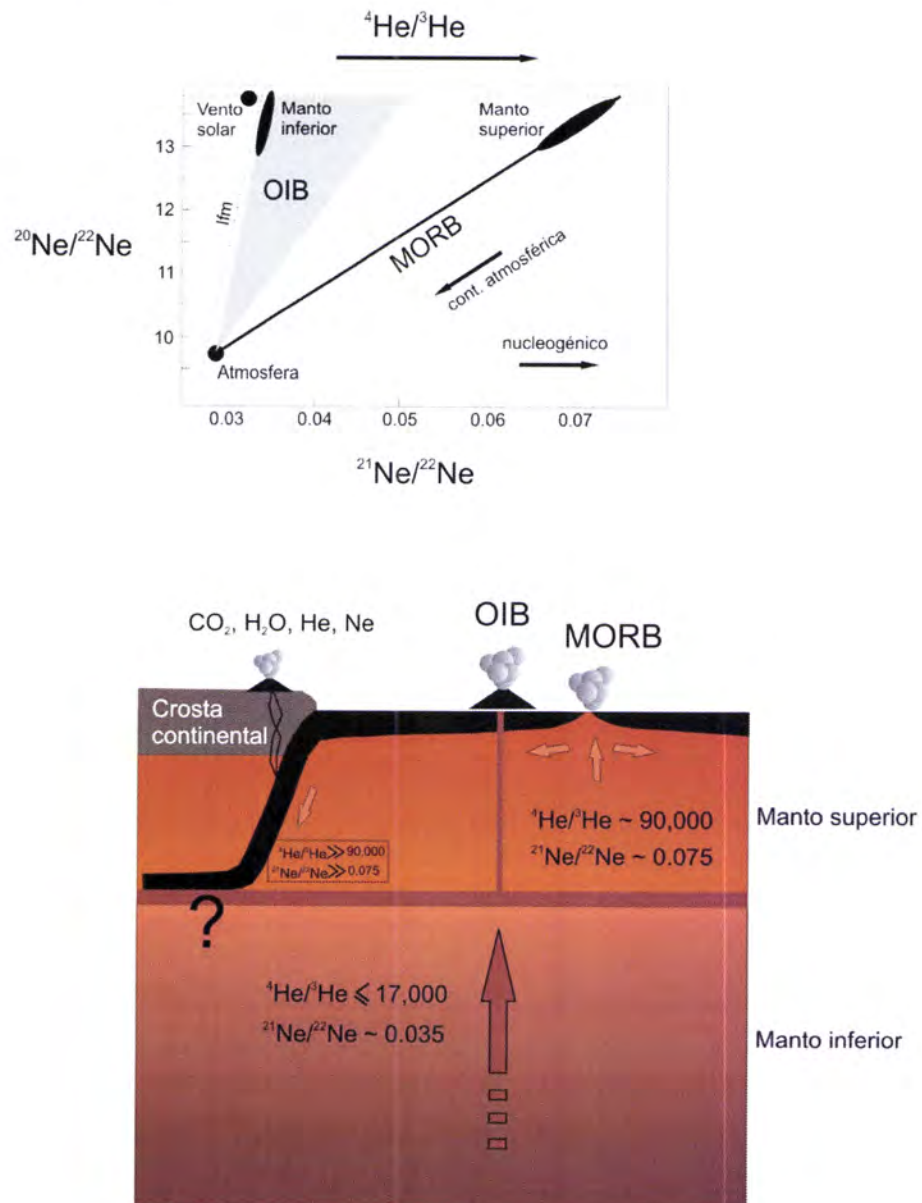 ⁴He/³He
Vento
solar
Manto
inferior
Manto
superior
13
12
11
10
²⁰Ne/²²Ne
OIB
lfm
MORB
cont. atmosférica
nucleogénico
Atmosfera
0.03 0.04 0.05 0.06 0.07
²¹Ne/²²Ne
CO₂, H₂O, He, Ne
OIB
MORB
Crosta
continental
⁴He/³He ~ 90,000
²¹Ne/²²Ne ~ 0.075
Manto superior
⁴He/³He ≫ 90,000
²¹Ne/²²Ne ≫ 0.075
?
⁴He/³He ⩽ 17,000
²¹Ne/²²Ne ~ 0.035
Manto inferior